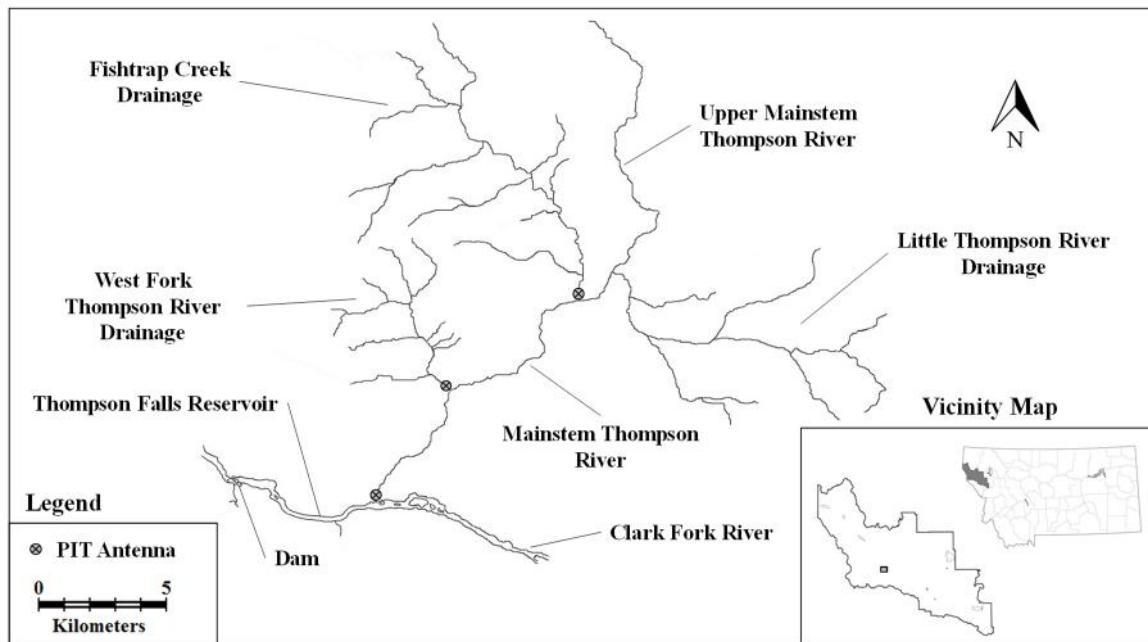 Fishtrap Creek
Drainage
Upper Mainstem
Thompson River
N
Little Thompson River
Drainage
West Fork
Thompson River
Drainage
Thompson Falls Reservoir
Mainstem Thompson
River
Vicinity Map
Legend
PIT Antenna
0 5
Kilometers
Dam
Clark Fork River